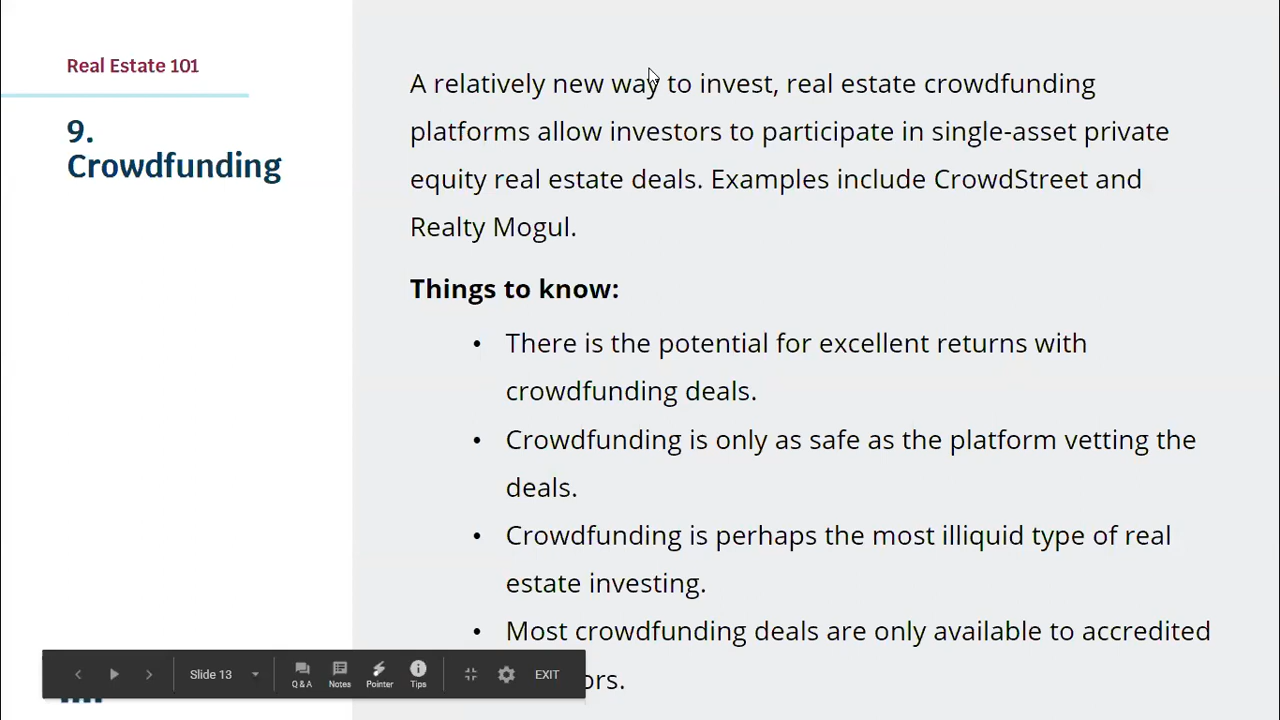 Real Estate 101
9.
Crowdfunding
A relatively new way to invest, real estate crowdfunding
platforms allow investors to participate in single-asset private
equity real estate deals. Examples include CrowdStreet and
Realty Mogul.
Things to know:
• There is the potential for excellent returns with
crowdfunding deals.
• Crowdfunding is only as safe as the platform vetting the
deals.
• Crowdfunding is perhaps the most illiquid type of real
estate investing.
• Most crowdfunding deals are only available to accredited
ors.
Slide 13
Q & A
Notes
Pointer
Tips
EXIT